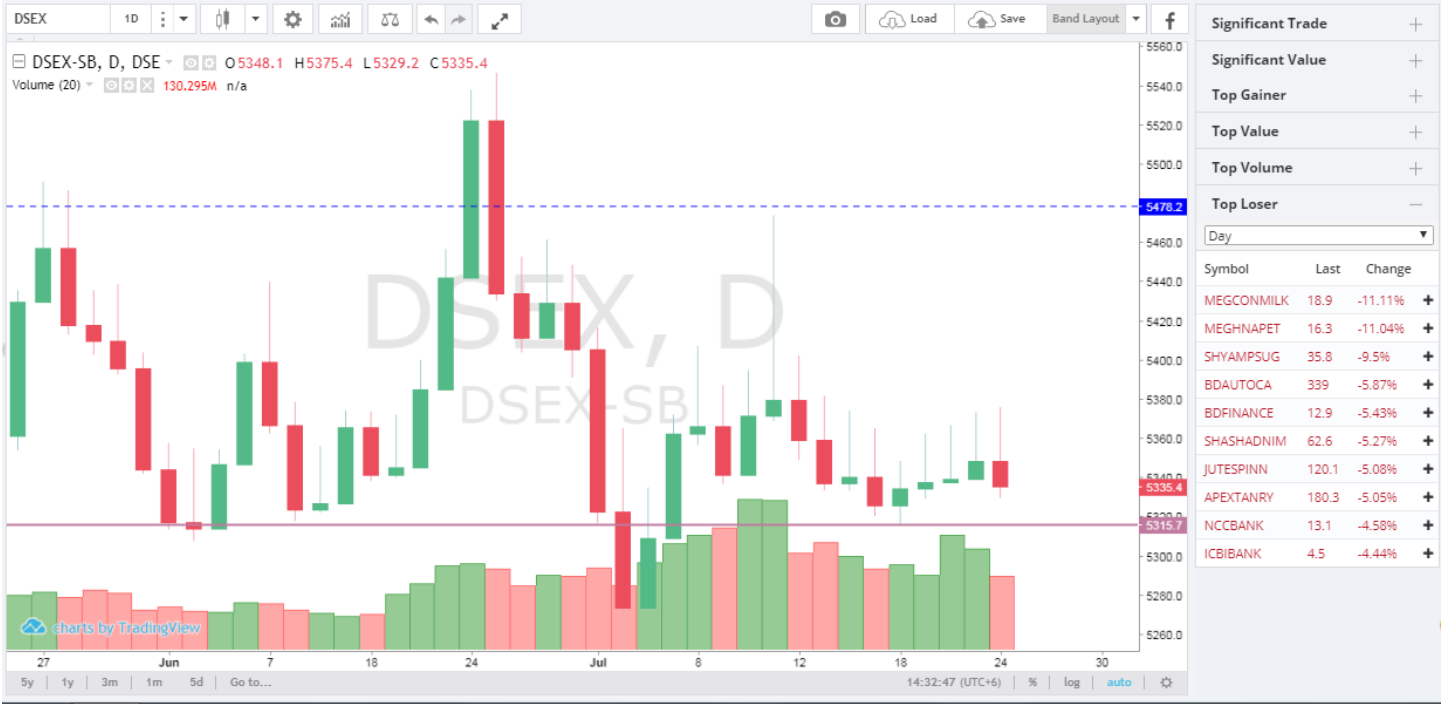 DSEX 1D Load Save Band Layout
DSEX-SB, D, DSE O5348.1 H5375.4 L5329.2 C5335.4
Volume (20) 130.295M n/a
DSEX, D
DSEX-SB
5560.0
5540.0
5520.0
5500.0
5478.2
5460.0
5440.0
5420.0
5400.0
5380.0
5360.0
5340.0
5335.4
5320.0
5315.7
5300.0
5280.0
5260.0
charts by TradingView
27 Jun 7 18 24 Jul 8 12 18 24 30
5y 1y 3m 1m 5d Go to... 14:32:47 (UTC+6) % log auto
Significant Trade
Significant Value
Top Gainer
Top Value
Top Volume
Top Loser
Day
Symbol Last Change
MEGCONMILK 18.9 -11.11%
MEGHNAPET 16.3 -11.04%
SHYAMPSUG 35.8 -9.5%
BDAUTOCA 339 -5.87%
BDFINANCE 12.9 -5.43%
SHASHADNIM 62.6 -5.27%
JUTESPINN 120.1 -5.08%
APEXTANRY 180.3 -5.05%
NCCBANK 13.1 -4.58%
ICBIBANK 4.5 -4.44%